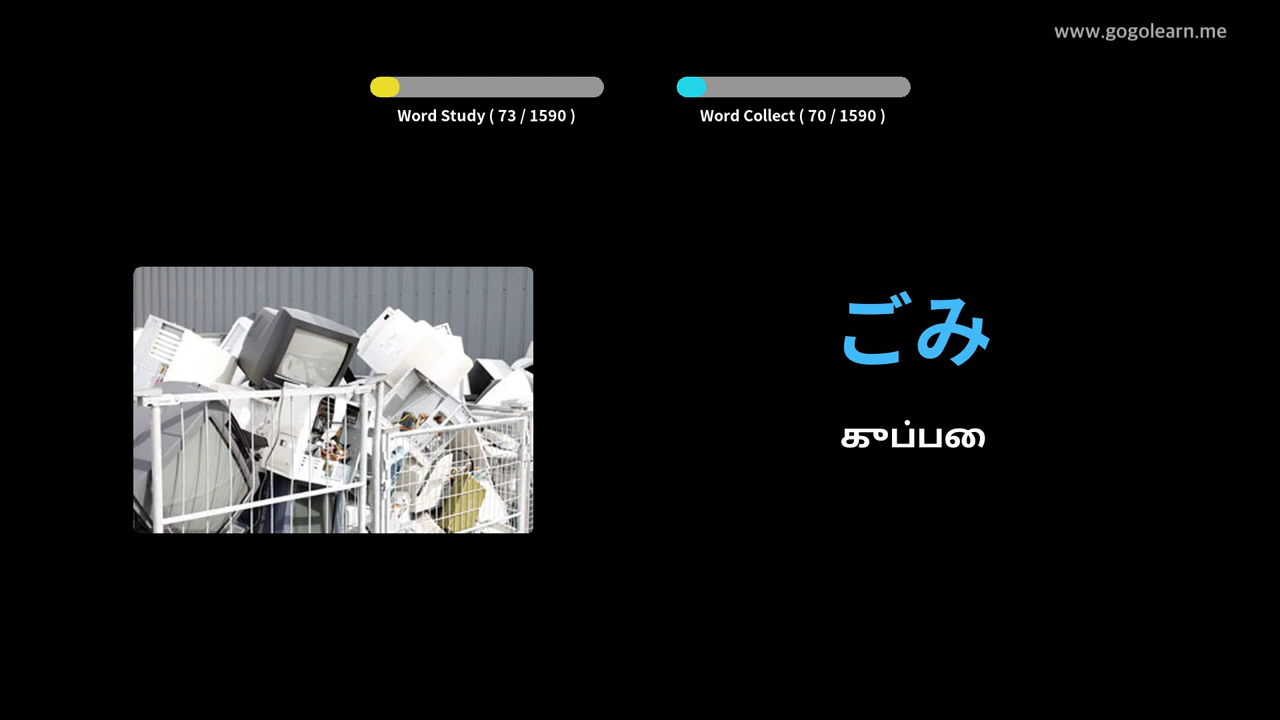 www.gogolearn.me
Word Study ( 73 / 1590 )
Word Collect ( 70 / 1590 )
ごみ
குப்பை